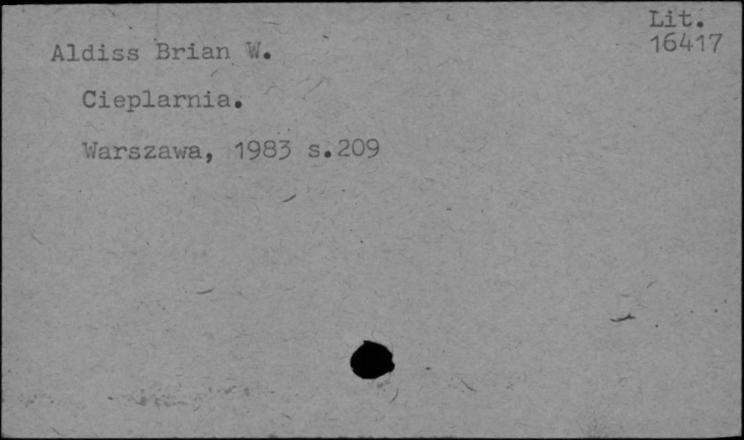 Lit.
16417
Aldiss Brian W.
Cieplarnia.
Warszawa, 1983 s.209